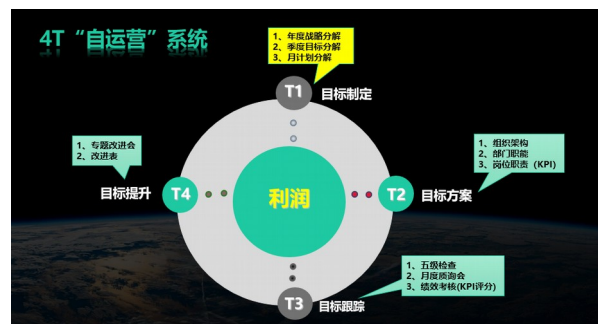 4T“自运营”系统
1、年度战略分解
2、季度目标分解
3、月计划分解
T1
目标制定
1、专题改进会
2、改进表
1、组织架构
2、部门职能
3、岗位职责（KPI）
目标提升
T4
利润
T2
目标方案
1、五级检查
2、月度质询会
3、绩效考核(KPI评分)
T3
目标跟踪